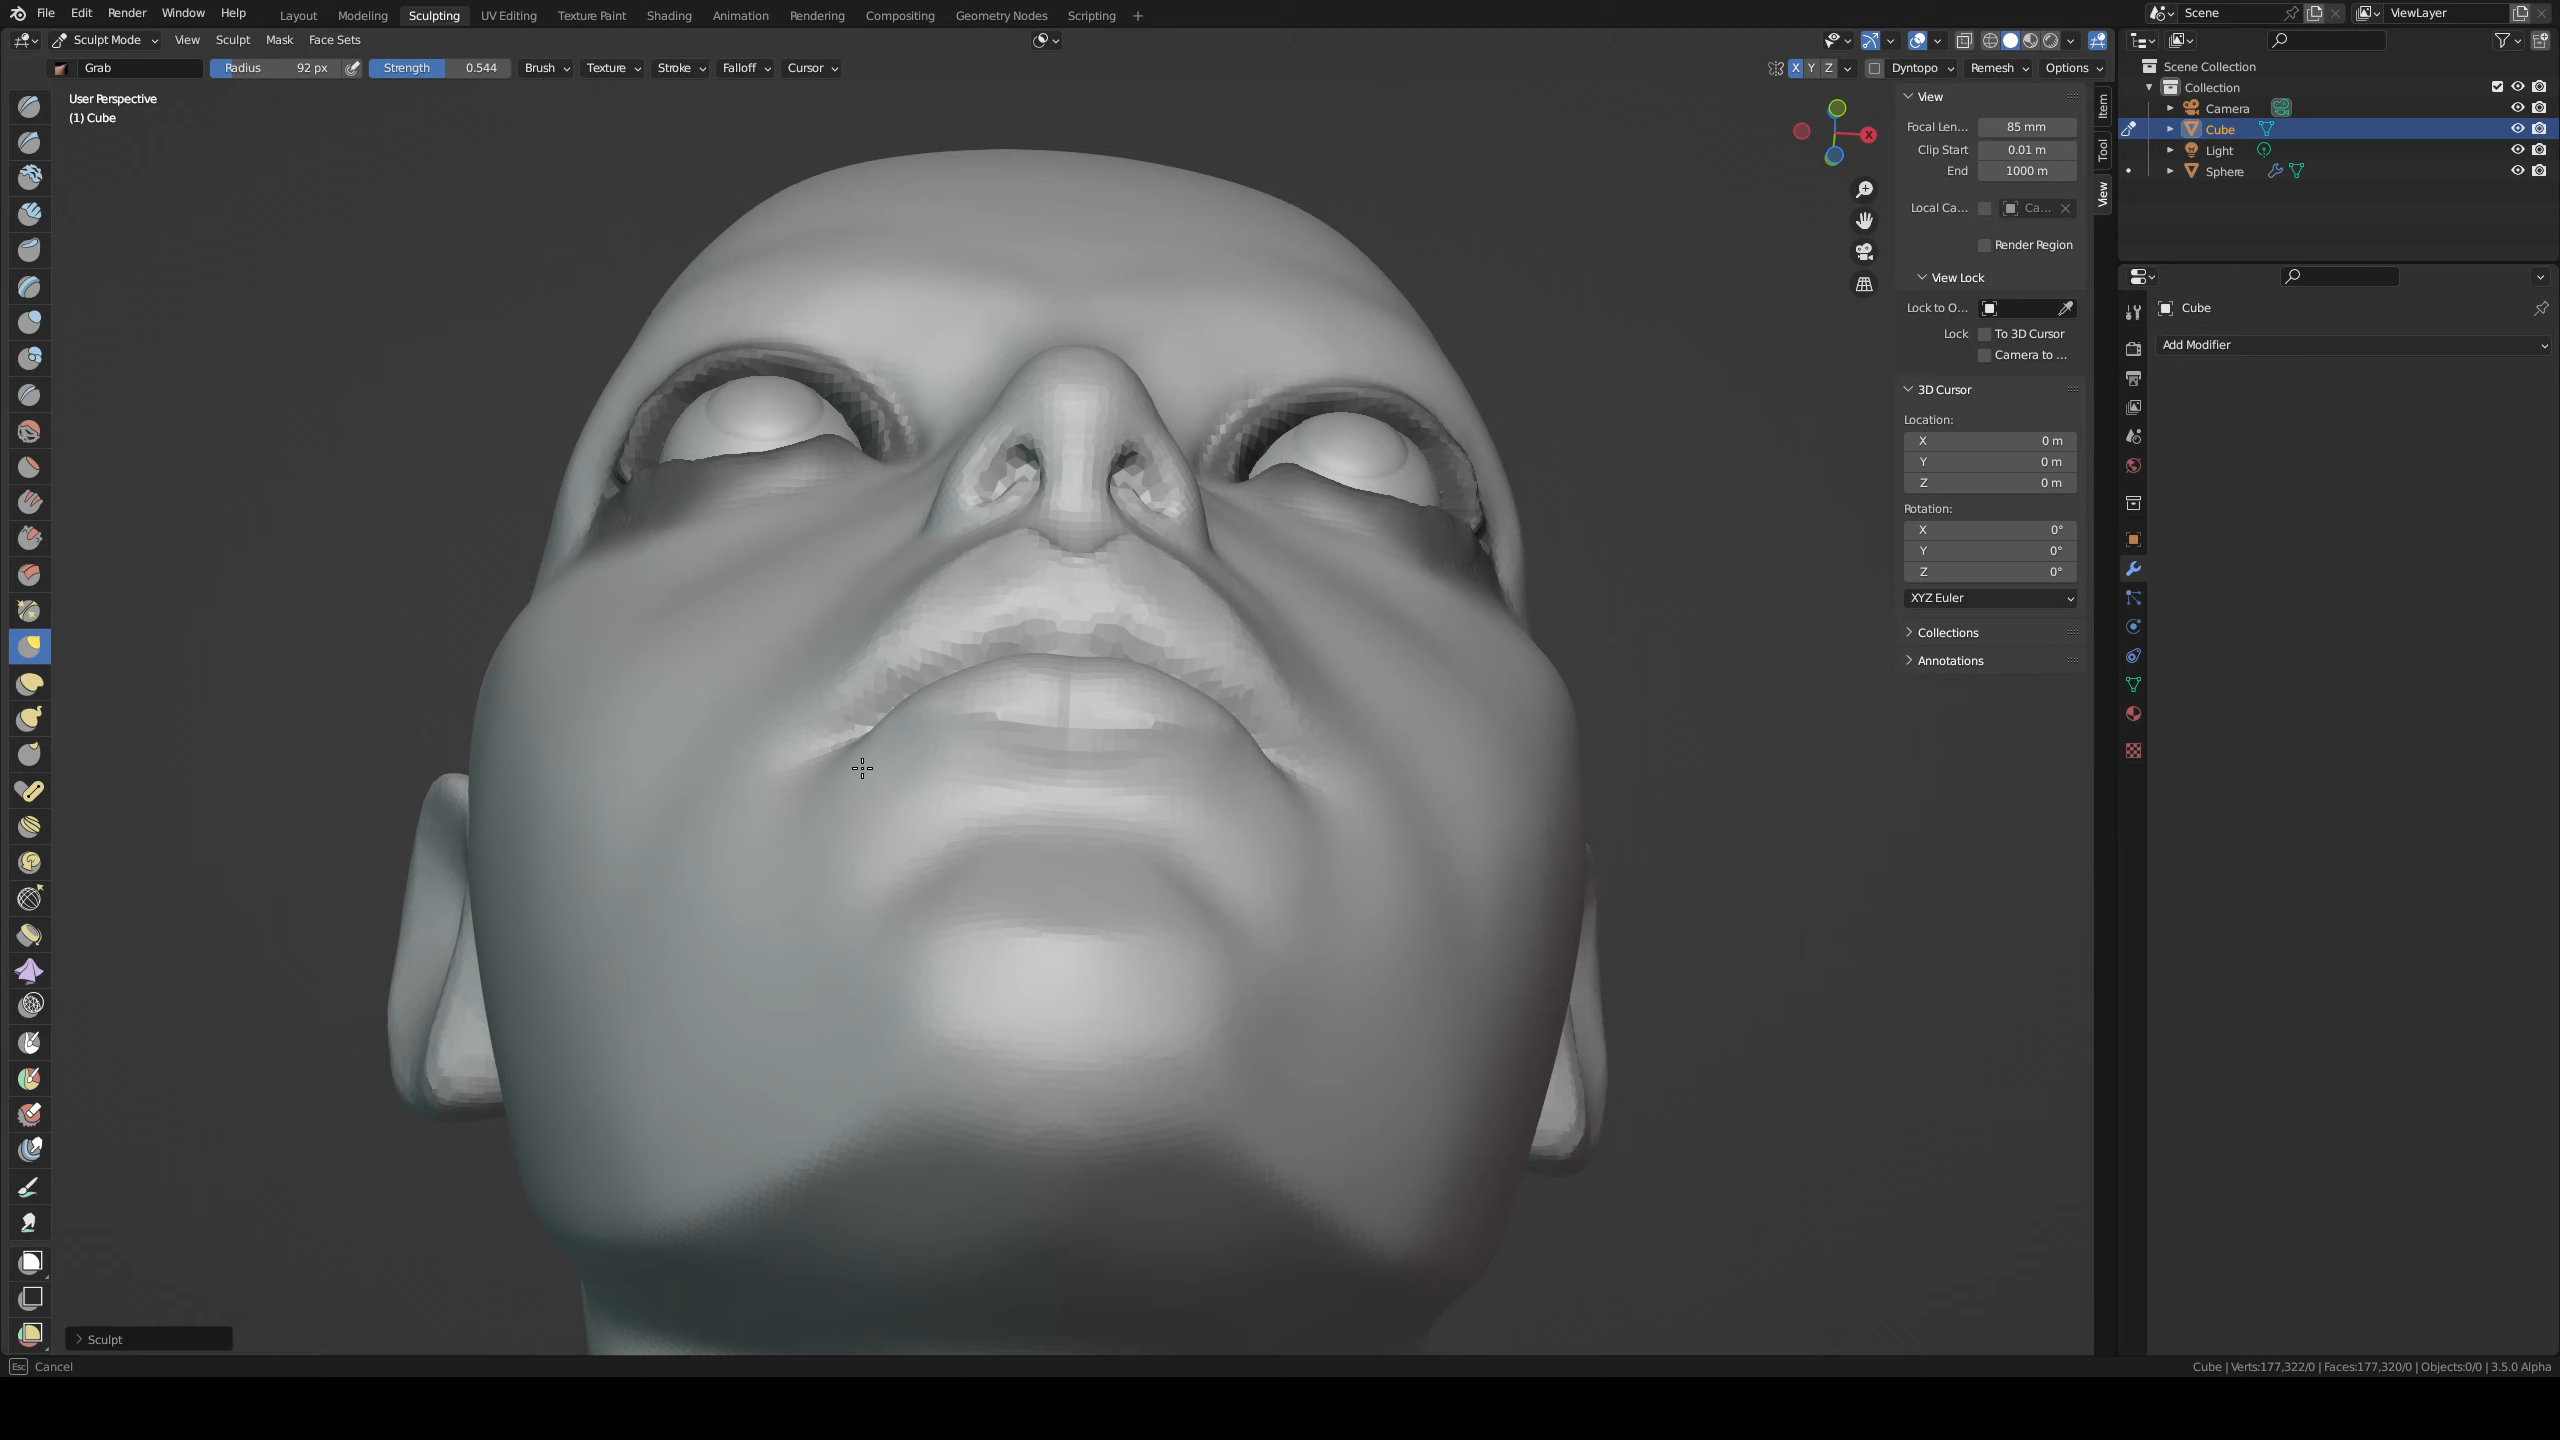 File Edit Render Window Help Layout Modeling Sculpting UV Editing Texture Paint Shading Animation Rendering Compositing Geometry Nodes Scripting + Scene ViewLayer
Sculpt Mode View Sculpt Mask Face Sets
Grab Radius 92 px Strength 0.544 Brush Texture Stroke Falloff Cursor X Y Z Dyntopo Remesh Options
User Perspective
(1) Cube
X
View
Focal Len... 85 mm
Clip Start 0.01 m
End 1000 m
Local Ca... Ca...
Render Region
View Lock
Lock to O...
Lock To 3D Cursor
Camera to ...
3D Cursor
Location:
X 0 m
Y 0 m
Z 0 m
Rotation:
X 0°
Y 0°
Z 0°
XYZ Euler
Collections
Annotations
Item
Tool
View
Scene Collection
Collection
Camera
Cube
Light
Sphere
Cube
Add Modifier
Sculpt
Esc Cancel
Cube | Verts:177,322/0 | Faces:177,320/0 | Objects:0/0 | 3.5.0 Alpha